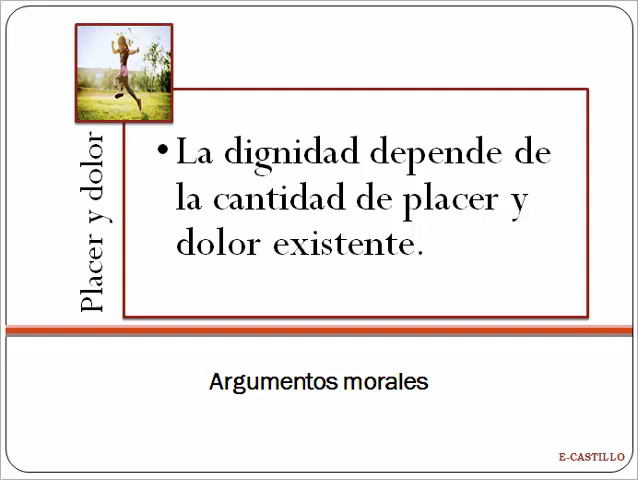 Placer y dolor
• La dignidad depende de
la cantidad de placer y
dolor existente.
Argumentos morales
E-CASTILLO